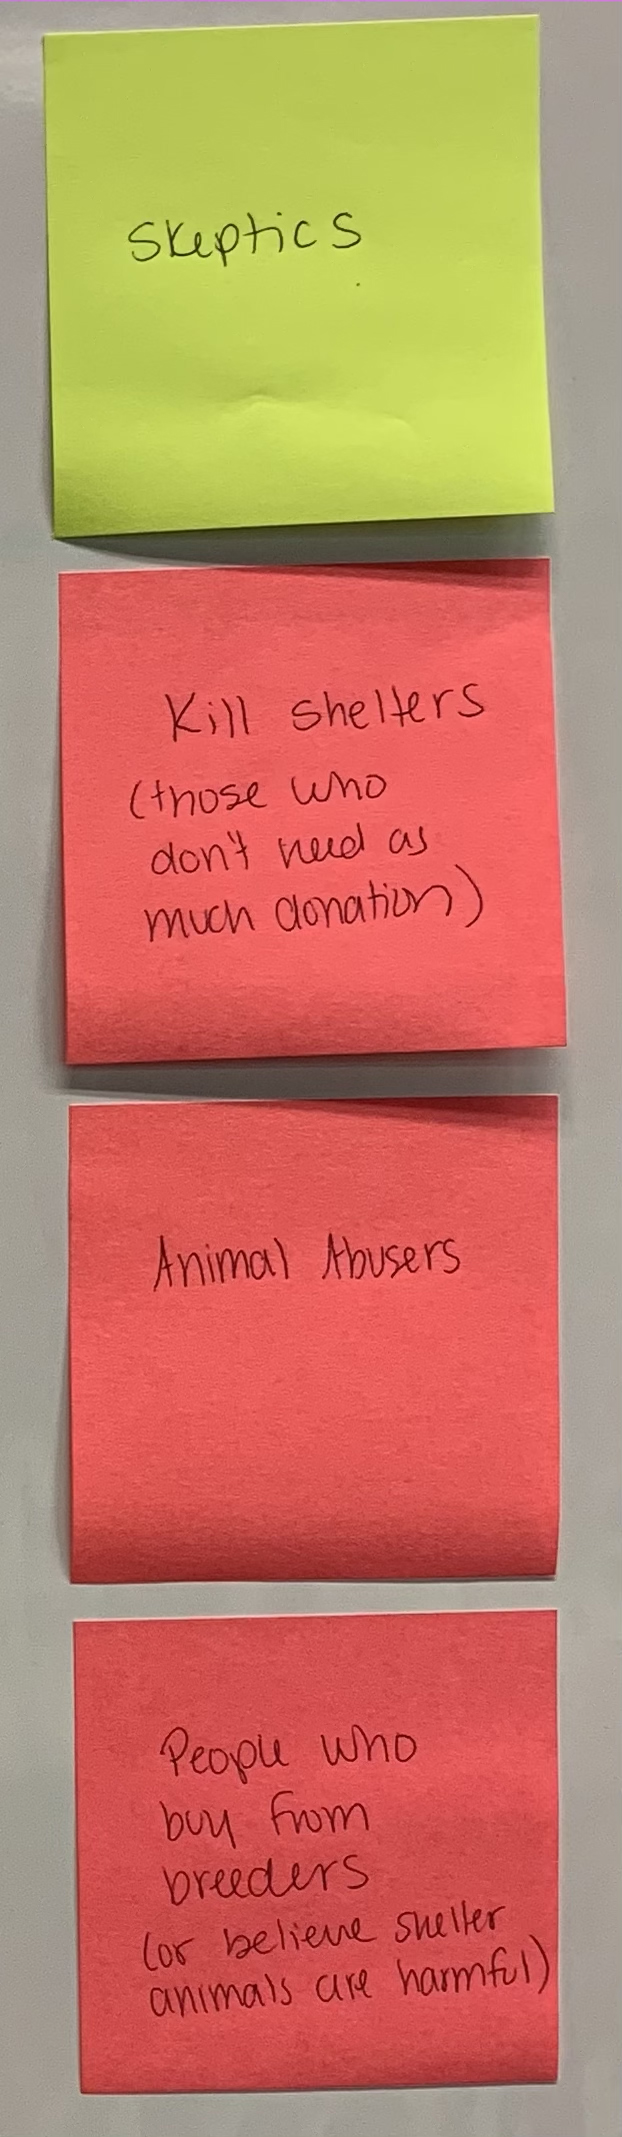 Skeptics
Kill shelters
(those who
don't need as
much donation)
Animal Abusers
People who
buy from
breeders
(or believe shelter
animals are harmful)